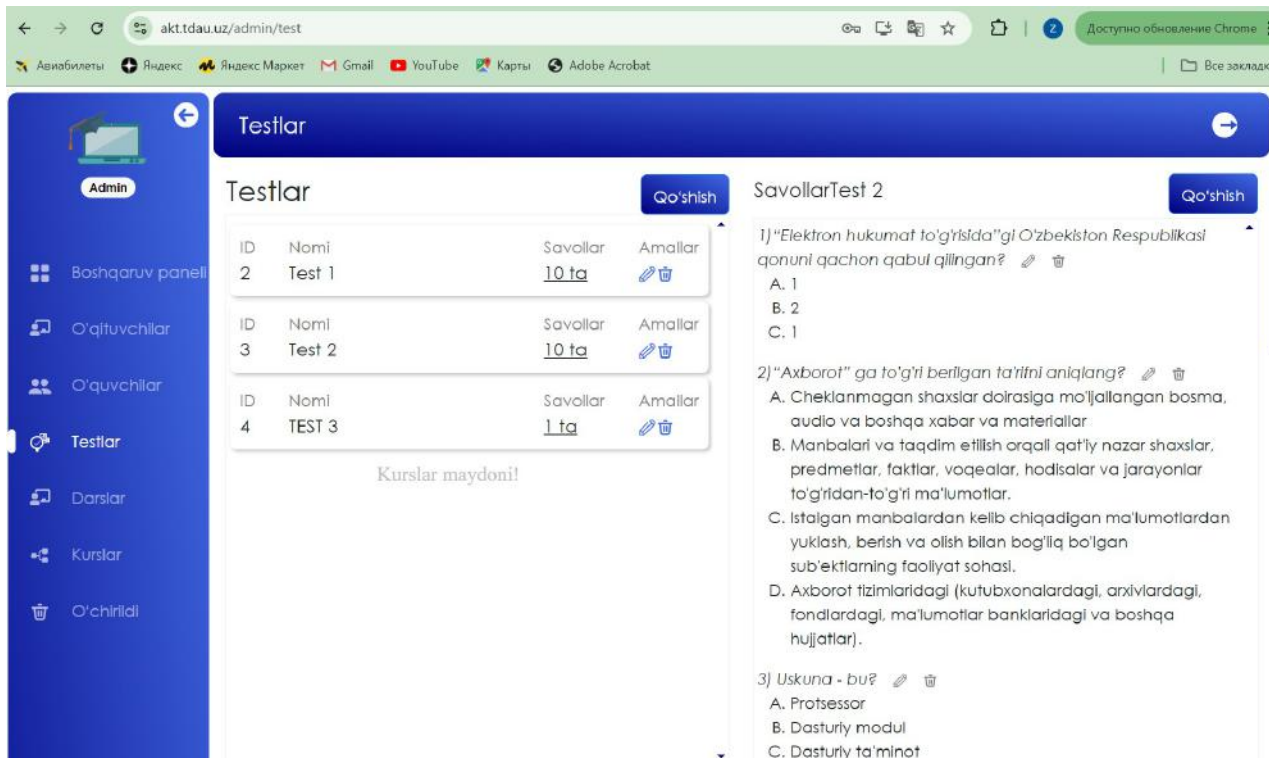 akt.tdau.uz/admin/test
Z
Доступно обновление Chrome
Авиабилеты Яндекс Яндекс Маркет Gmail YouTube Карты Adobe Acrobat
Все закладк
Admin
Boshqaruv paneli
O'qituvchilar
O'quvchilar
Testlar
Darslar
Kurslar
O'chirildi
Testlar
Testlar
Qo'shish
ID Nomi Savollar Amallar
2 Test 1 10 ta
ID Nomi Savollar Amallar
3 Test 2 10 ta
ID Nomi Savollar Amallar
4 TEST 3 1 ta
Kurslar maydoni!
SavollarTest 2
Qo'shish
1) "Elektron hukumat to'g'risida"gi O'zbekiston Respublikasi
qonuni qachon qabul qilingan?
A. 1
B. 2
C. 1
2) "Axborot" ga to'g'ri berilgan ta'rifni aniqlang?
A. Cheklanmagan shaxslar doirasiga mo'ljallangan bosma,
audio va boshqa xabar va materiallar
B. Manbalari va taqdim etilish orqali qat'iy nazar shaxslar,
predmetlar, faktlar, voqealar, hodisalar va jarayonlar
to'g'ridan-to'g'ri ma'lumotlar.
C. Istalgan manbalardan kelib chiqadigan ma'lumotlardan
yuklash, berish va olish bilan bog'liq bo'lgan
sub'ektlarning faoliyat sohasi.
D. Axborot tizimlaridagi (kutubxonalardagi, arxivlardagi,
fondlardagi, ma'lumotlar banklaridagi va boshqa
hujjatlar).
3) Uskuna - bu?
A. Protsessor
B. Dasturiy modul
C. Dasturiy ta'minot